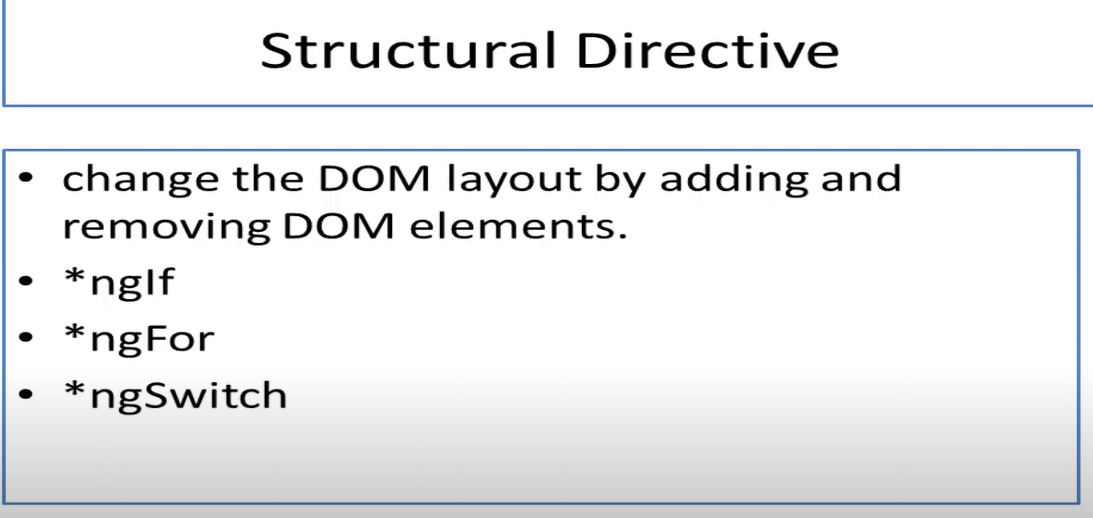 Structural Directive
• change the DOM layout by adding and
removing DOM elements.
• *ngIf
• *ngFor
• *ngSwitch